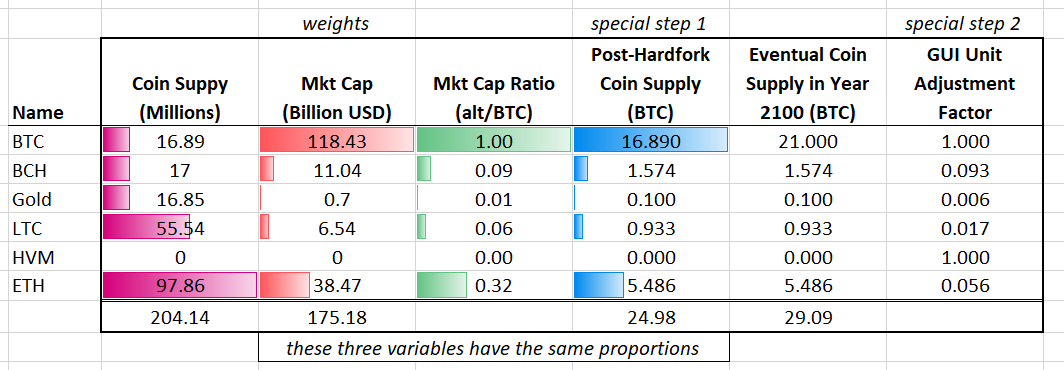 weights special step 1 special step 2
Post-Hardfork Eventual Coin GUI Unit
Coin Suppy Mkt Cap Mkt Cap Ratio Coin Supply Supply in Year Adjustment
Name (Millions) (Billion USD) (alt/BTC) (BTC) 2100 (BTC) Factor
BTC 16.89 118.43 1.00 16.890 21.000 1.000
BCH 17 11.04 0.09 1.574 1.574 0.093
Gold 16.85 0.7 0.01 0.100 0.100 0.006
LTC 55.54 6.54 0.06 0.933 0.933 0.017
HVM 0 0 0.00 0.000 0.000 1.000
ETH 97.86 38.47 0.32 5.486 5.486 0.056
204.14 175.18 24.98 29.09
these three variables have the same proportions